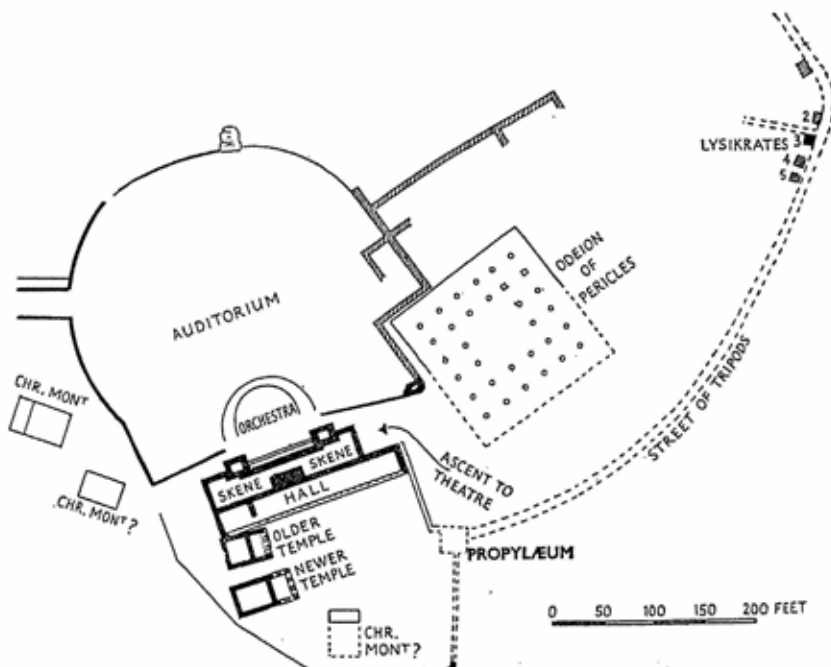 2
LYSIKRATES 3
4
5
ODEION
OF
PERICLES
AUDITORIUM
CHR. MONT
ORCHESTRA
STREET OF TRIPODS
SKENE
SKENE
HALL
ASCENT TO
THEATRE
CHR. MONT?
OLDER
TEMPLE
NEWER
TEMPLE
PROPYLÆUM
0 50 100 150 200 FEET
CHR.
MONT?